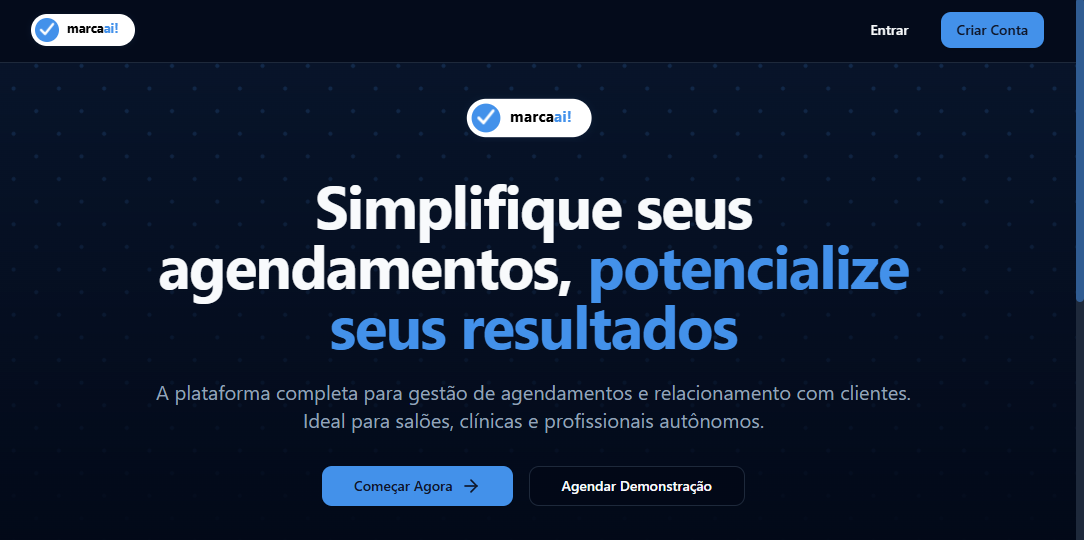 marcaai!
Entrar
Criar Conta
marcaai!
Simplifique seus
agendamentos, potencialize
seus resultados
A plataforma completa para gestão de agendamentos e relacionamento com clientes.
Ideal para salões, clínicas e profissionais autônomos.
Começar Agora
Agendar Demonstração